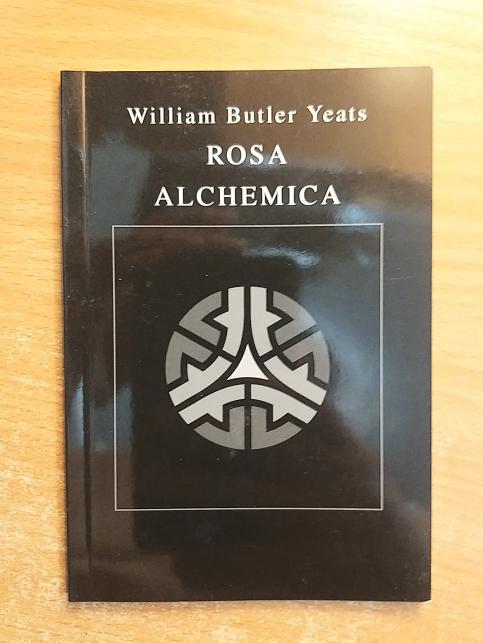 William Butler Yeats
ROSA
ALCHEMICA